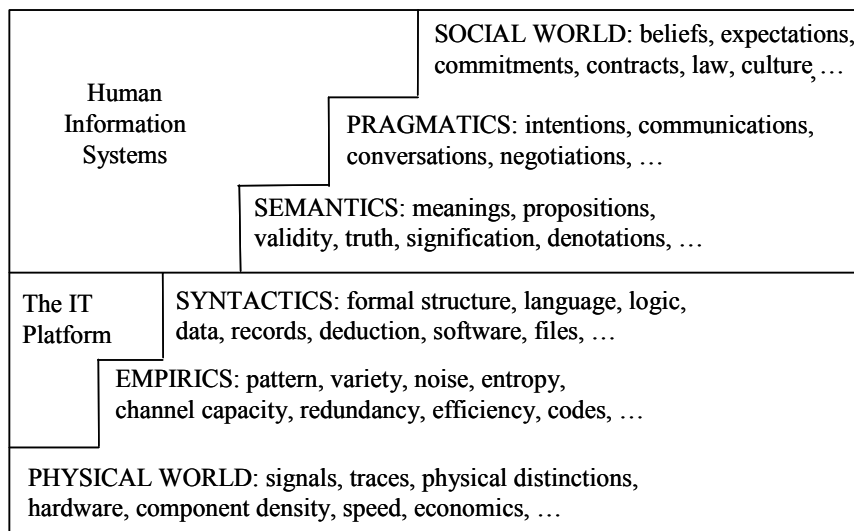 SOCIAL WORLD: beliefs, expectations,
commitments, contracts, law, culture, …
Human
Information
Systems
PRAGMATICS: intentions, communications,
conversations, negotiations, …
SEMANTICS: meanings, propositions,
validity, truth, signification, denotations, …
The IT
Platform
SYNTACTICS: formal structure, language, logic,
data, records, deduction, software, files, …
EMPIRICS: pattern, variety, noise, entropy,
channel capacity, redundancy, efficiency, codes, …
PHYSICAL WORLD: signals, traces, physical distinctions,
hardware, component density, speed, economics, …